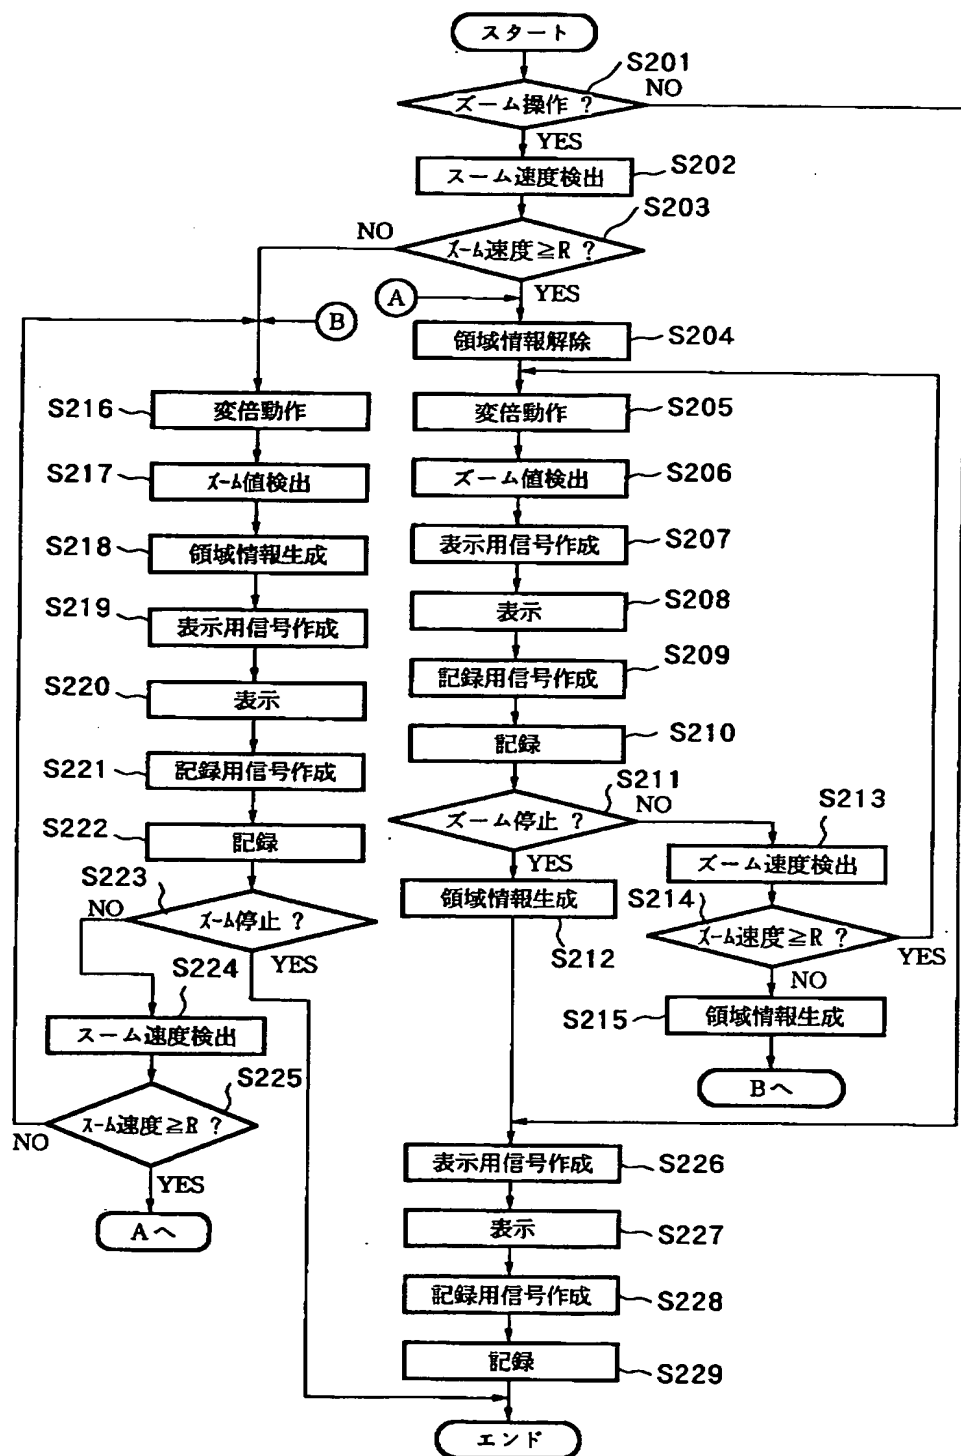 スタート
S201
ズーム操作 ?
NO
YES
スーム速度検出
S202
S203
NO
ズーム速度≧R ?
YES
A
B
領域情報解除
S204
S216
変倍動作
変倍動作
S205
S217
ズーム値検出
ズーム値検出
S206
S218
領域情報生成
表示用信号作成
S207
S219
表示用信号作成
表示
S208
S220
表示
記録用信号作成
S209
S221
記録用信号作成
記録
S210
S222
記録
S211
ズーム停止 ?
NO
YES
S213
ズーム速度検出
S223
NO
ズーム停止 ?
YES
領域情報生成
S212
S214
ズーム速度≧R ?
YES
NO
S224
スーム速度検出
S215
領域情報生成
Bへ
S225
スーム速度≧R ?
NO
YES
Aへ
表示用信号作成
S226
表示
S227
記録用信号作成
S228
記録
S229
エンド